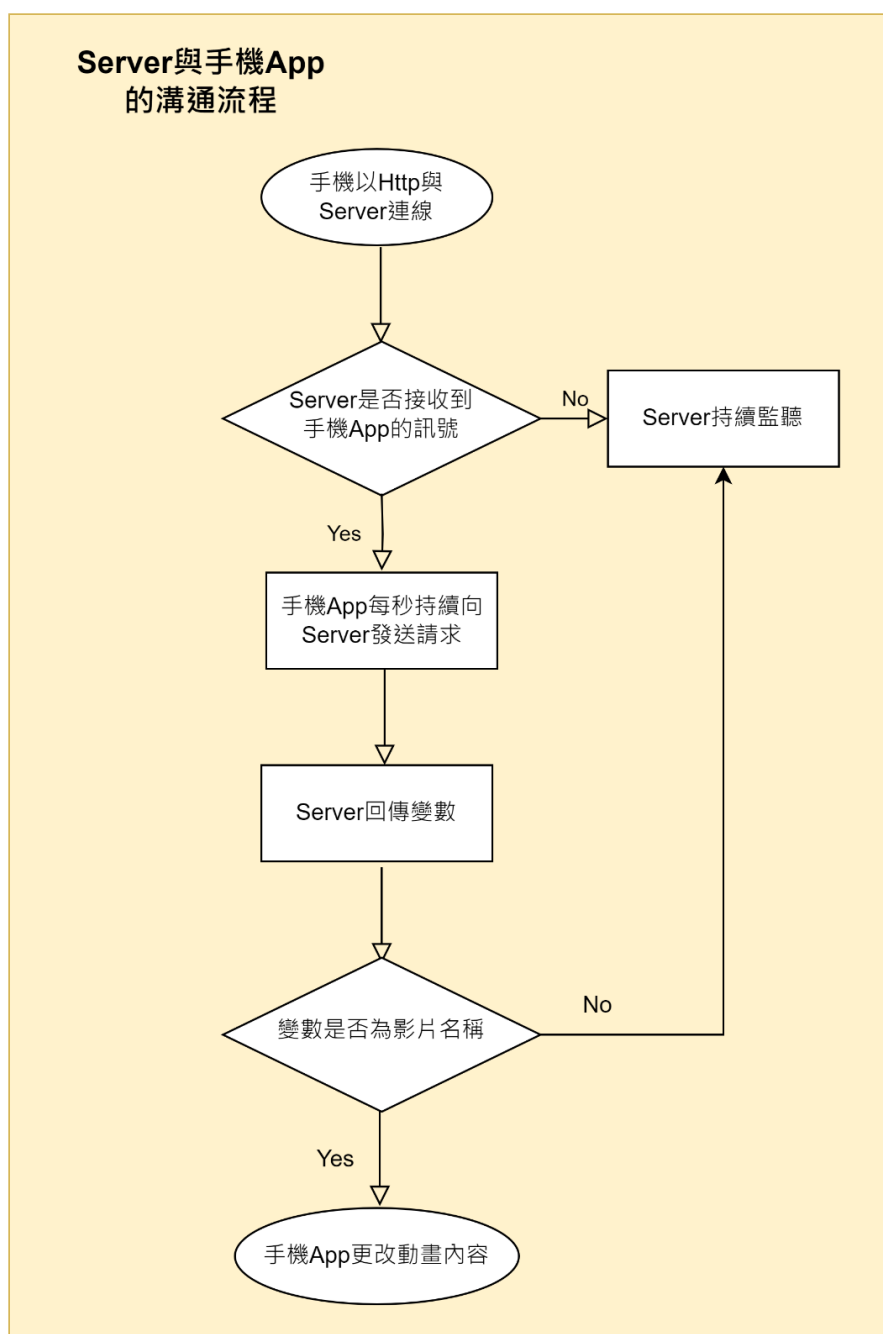 Server與手機App
的溝通流程
手機以Http與
Server連線
Server是否接收到
手機App的訊號
No
Server持續監聽
Yes
手機App每秒持續向
Server發送請求
Server回傳變數
變數是否為影片名稱
No
Yes
手機App更改動畫內容